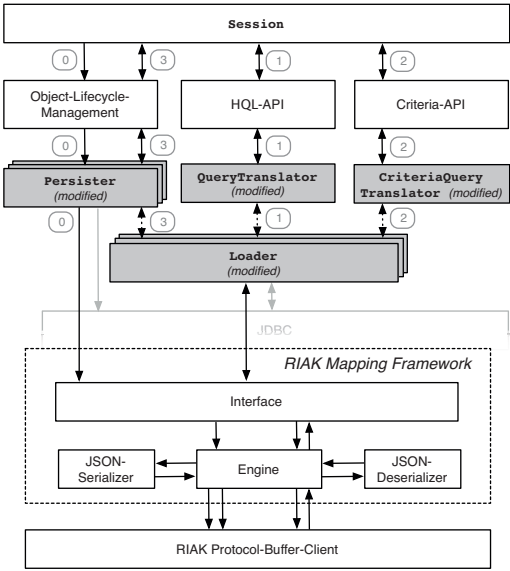 Session
0
3
1
2
Object-Lifecycle-
Management
HQL-API
Criteria-API
0
3
1
2
Persister
(modified)
QueryTranslator
(modified)
CriteriaQuery
Translator (modified)
0
3
1
2
Loader
(modified)
JDBC
RIAK Mapping Framework
Interface
JSON-
Serializer
Engine
JSON-
Deserializer
RIAK Protocol-Buffer-Client